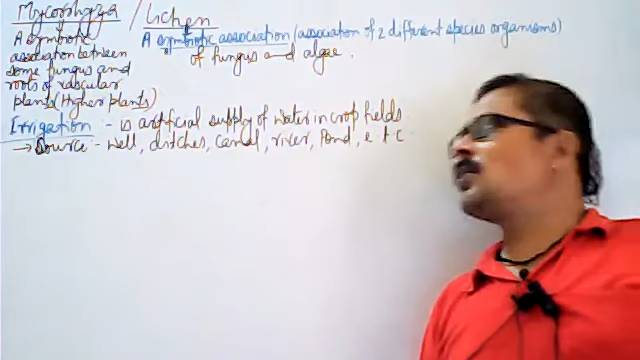 Mycorrhyza / Lichen
A symbiotic
association between
some fungus and
roots of vascular
plants (Higher plants)
A symbiotic association (association of 2 different species organisms)
of fungus and algae.
Irrigation :- is artificial supply of water in crop fields.
→ Source :- Well, ditches, canal, river, Pond, e t c